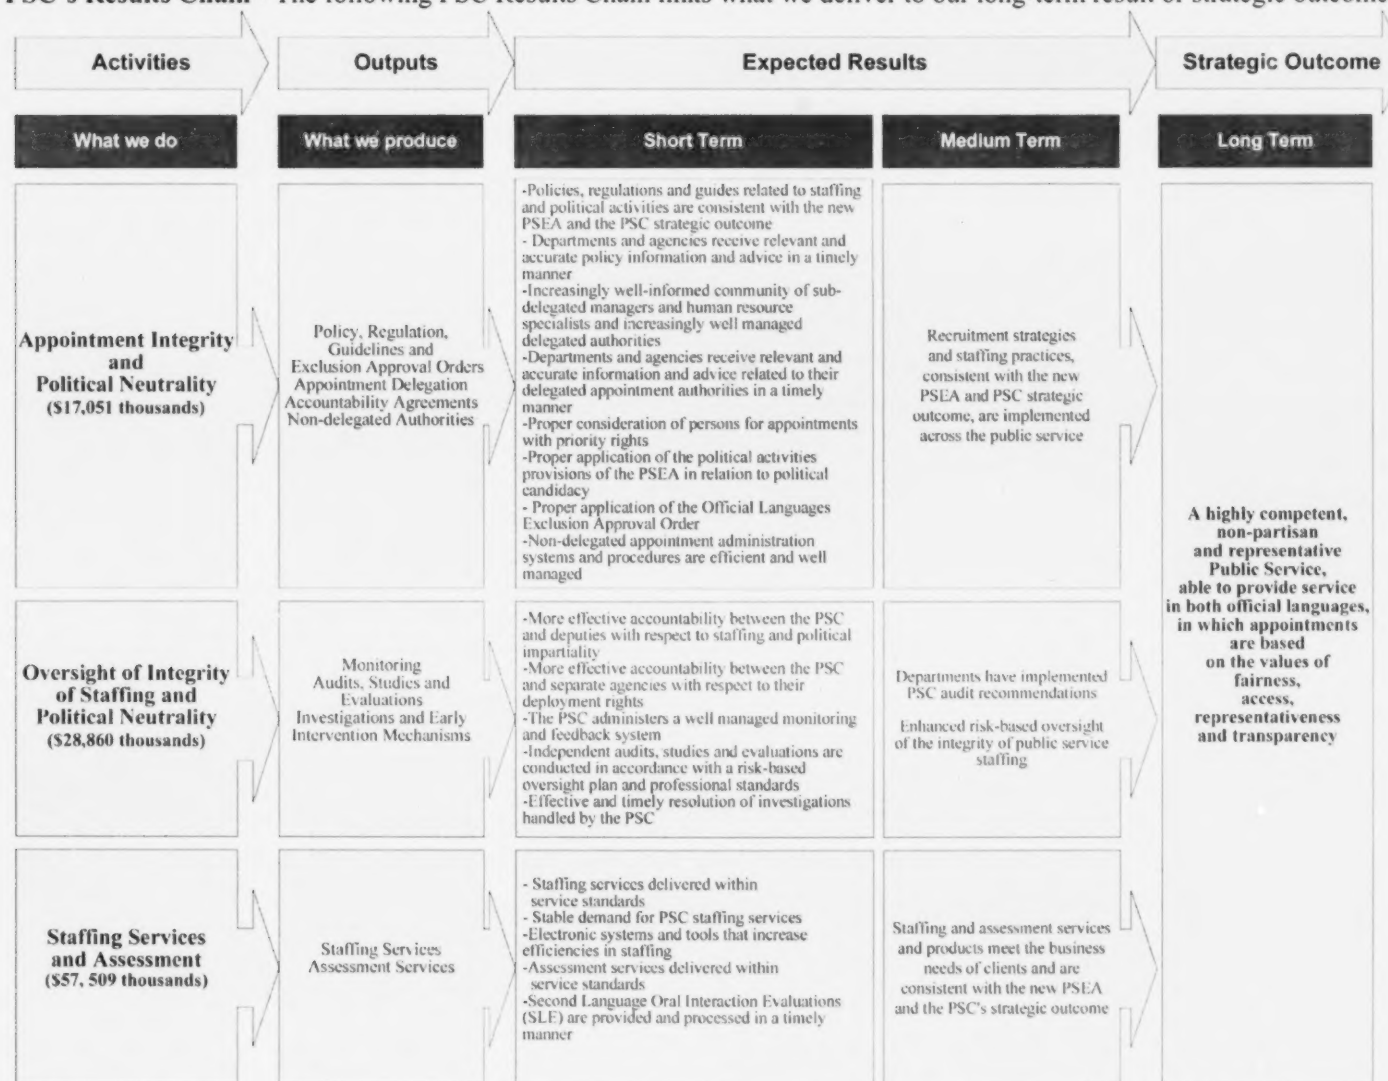 PSC's Results Chain – The following PSC Results Chain links what we deliver to our long-term result or strategic outcome
Activities
Outputs
Expected Results
Strategic Outcome
What we do
What we produce
Short Term
Medium Term
Long Term
Appointment Integrity
and
Political Neutrality
($17,051 thousands)
Policy, Regulation,
Guidelines and
Exclusion Approval Orders
Appointment Delegation
Accountability Agreements
Non-delegated Authorities
-Policies, regulations and guides related to staffing
and political activities are consistent with the new
PSEA and the PSC strategic outcome
- Departments and agencies receive relevant and
accurate policy information and advice in a timely
manner
-Increasingly well-informed community of sub-
delegated managers and human resource
specialists and increasingly well managed
delegated authorities
-Departments and agencies receive relevant and
accurate information and advice related to their
delegated appointment authorities in a timely
manner
-Proper consideration of persons for appointments
with priority rights
-Proper application of the political activities
provisions of the PSEA in relation to political
candidacy
- Proper application of the Official Languages
Exclusion Approval Order
-Non-delegated appointment administration
systems and procedures are efficient and well
managed
Recruitment strategies
and staffing practices,
consistent with the new
PSEA and PSC strategic
outcome, are implemented
across the public service
Oversight of Integrity
of Staffing and
Political Neutrality
($28,860 thousands)
Monitoring
Audits, Studies and
Evaluations
Investigations and Early
Intervention Mechanisms
-More effective accountability between the PSC
and deputies with respect to staffing and political
impartiality
-More effective accountability between the PSC
and separate agencies with respect to their
deployment rights
-The PSC administers a well managed monitoring
and feedback system
-Independent audits, studies and evaluations are
conducted in accordance with a risk-based
oversight plan and professional standards
-Effective and timely resolution of investigations
handled by the PSC
Departments have implemented
PSC audit recommendations
Enhanced risk-based oversight
of the integrity of public service
staffing
Staffing Services
and Assessment
($57, 509 thousands)
Staffing Services
Assessment Services
- Staffing services delivered within
service standards
- Stable demand for PSC staffing services
-Electronic systems and tools that increase
efficiencies in staffing
-Assessment services delivered within
service standards
-Second Language Oral Interaction Evaluations
(SLE) are provided and processed in a timely
manner
Staffing and assessment services
and products meet the business
needs of clients and are
consistent with the new PSEA
and the PSC's strategic outcome
A highly competent,
non-partisan
and representative
Public Service,
able to provide service
in both official languages,
in which appointments
are based
on the values of
fairness,
access,
representativeness
and transparency